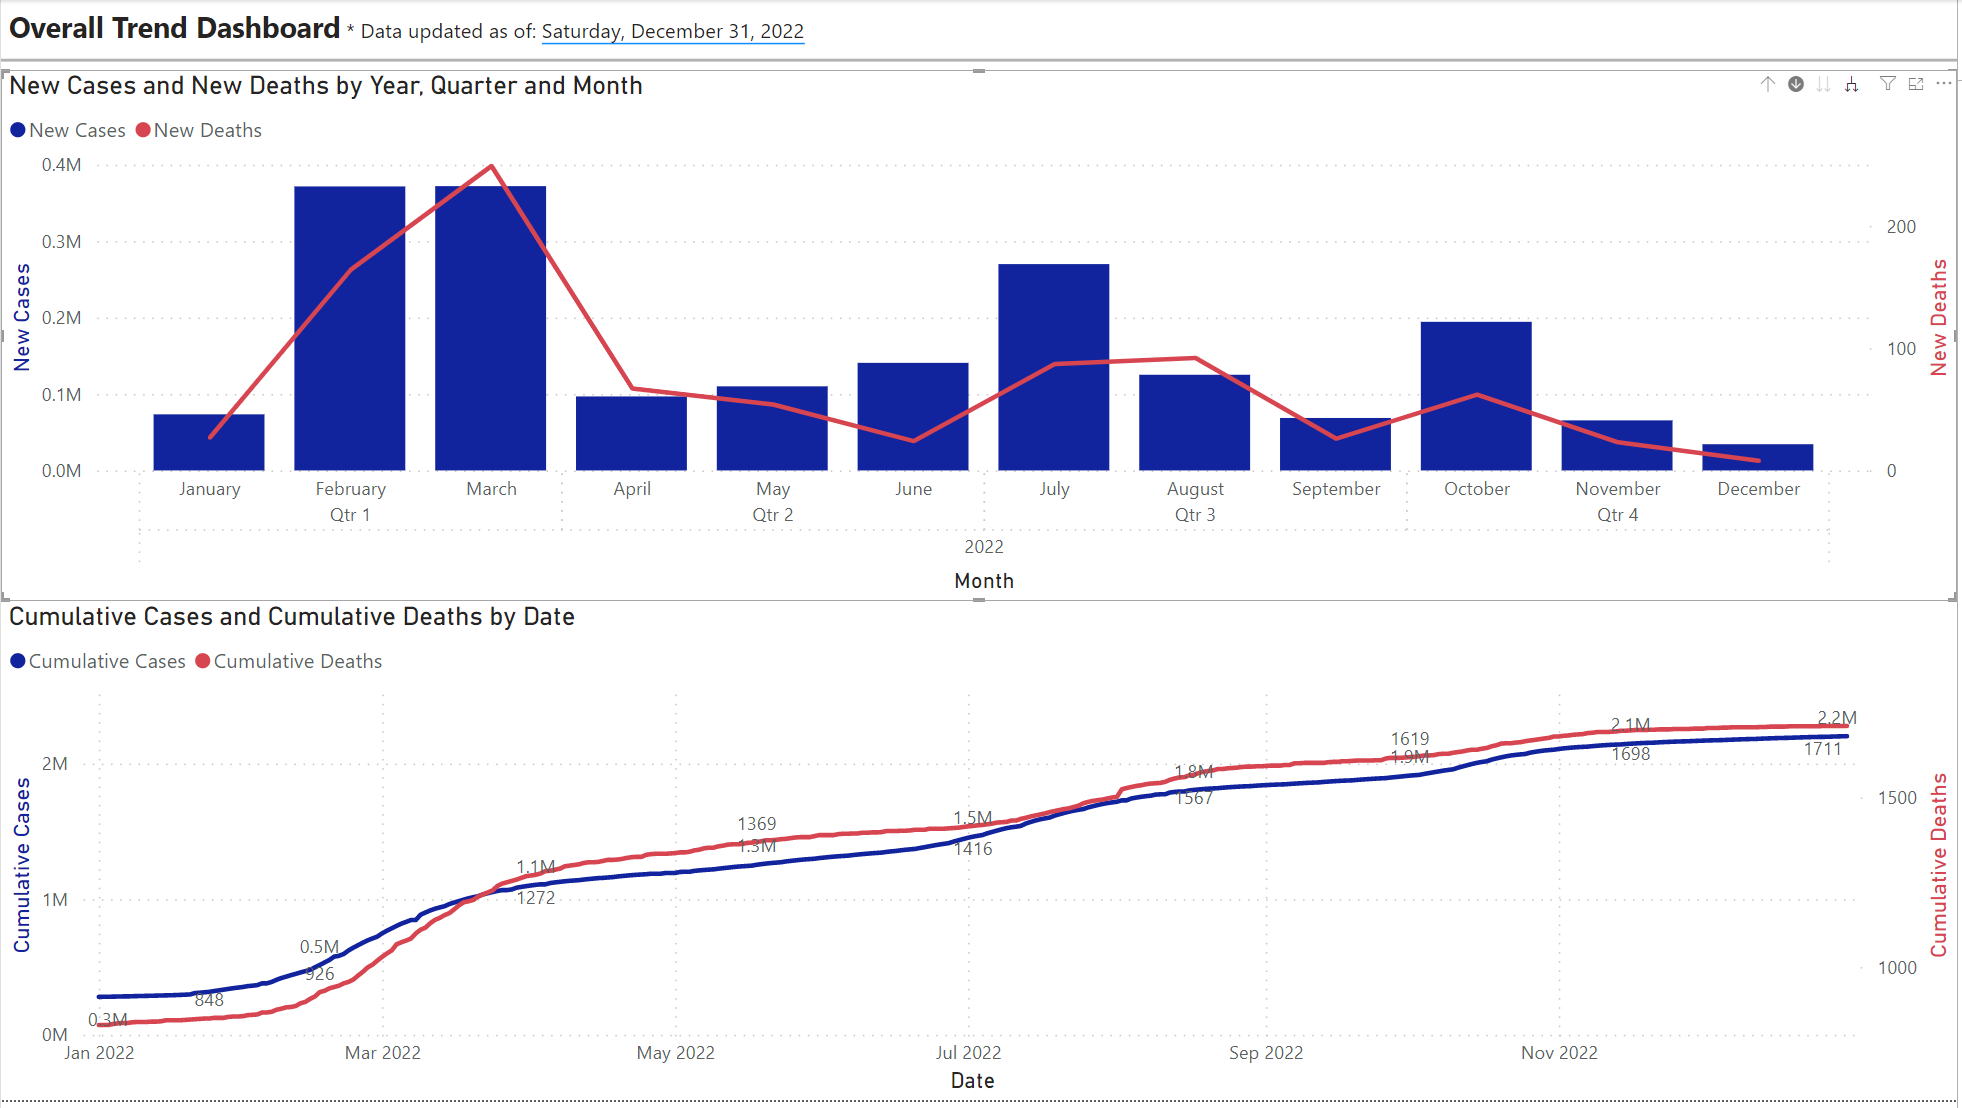 Overall Trend Dashboard * Data updated as of: Saturday, December 31, 2022
New Cases and New Deaths by Year, Quarter and Month
New Cases New Deaths
0.4M
0.3M
0.2M
0.1M
0.0M
New Cases
200
100
0
New Deaths
January February March April May June July August September October November December
Qtr 1 Qtr 2 Qtr 3 Qtr 4
2022
Month
Cumulative Cases and Cumulative Deaths by Date
Cumulative Cases Cumulative Deaths
2M
1M
0M
Cumulative Cases
0.3M
848
0.5M
926
1.1M
1272
1369
1.3M
1.5M
1416
1.8M
1567
1619
1.9M
2.1M
1698
2.2M
1711
1500
1000
Cumulative Deaths
Jan 2022 Mar 2022 May 2022 Jul 2022 Sep 2022 Nov 2022
Date